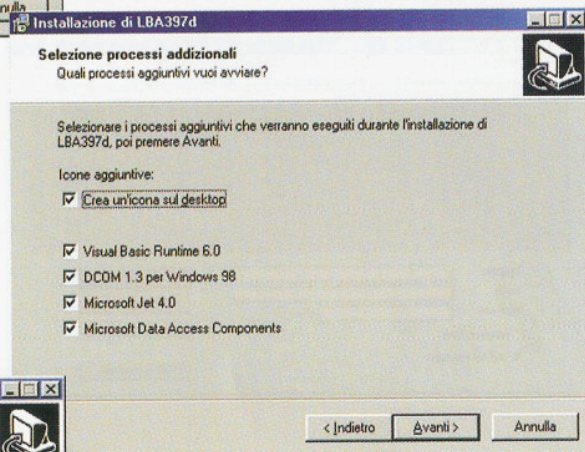 nulla
Installazione di LBA397d
Selezione processi addizionali
Quali processi aggiuntivi vuoi avviare?
Selezionare i processi aggiuntivi che verranno eseguiti durante l'installazione di
LBA397d, poi premere Avanti.
Icone aggiuntive:
Crea un'icona sul desktop
Visual Basic Runtime 6.0
DCOM 1.3 per Windows 98
Microsoft Jet 4.0
Microsoft Data Access Components
< Indietro Avanti > Annulla